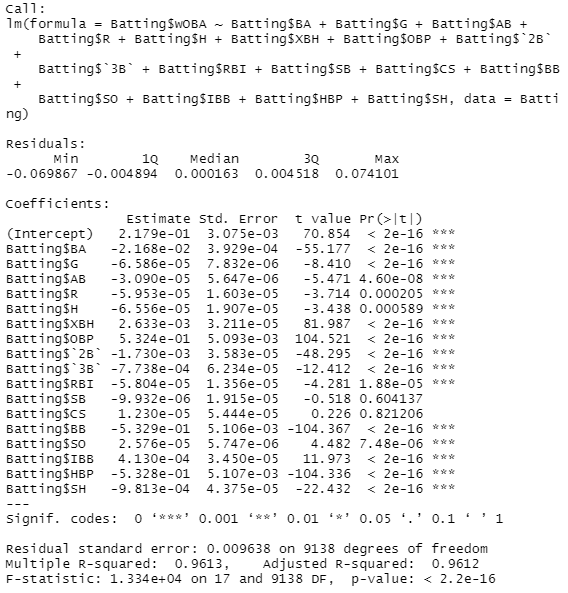 Call:
lm(formula = Batting$wOBA ~ Batting$BA + Batting$G + Batting$AB +
Batting$R + Batting$H + Batting$XBH + Batting$OBP + Batting$`2B`
+
Batting$`3B` + Batting$RBI + Batting$SB + Batting$CS + Batting$BB
+
Batting$SO + Batting$IBB + Batting$HBP + Batting$SH, data = Batti
ng)
Residuals:
Min 1Q Median 3Q Max
-0.069867 -0.004894 0.000163 0.004518 0.074101
Coefficients:
Estimate Std. Error t value Pr(>|t|)
(Intercept) 2.179e-01 3.075e-03 70.854 < 2e-16 ***
Batting$BA -2.168e-02 3.929e-04 -55.177 < 2e-16 ***
Batting$G -6.586e-05 7.832e-06 -8.410 < 2e-16 ***
Batting$AB -3.090e-05 5.647e-06 -5.471 4.60e-08 ***
Batting$R -5.953e-05 1.603e-05 -3.714 0.000205 ***
Batting$H -6.556e-05 1.907e-05 -3.438 0.000589 ***
Batting$XBH 2.633e-03 3.211e-05 81.987 < 2e-16 ***
Batting$OBP 5.324e-01 5.093e-03 104.521 < 2e-16 ***
Batting$`2B` -1.730e-03 3.583e-05 -48.295 < 2e-16 ***
Batting$`3B` -7.738e-04 6.234e-05 -12.412 < 2e-16 ***
Batting$RBI -5.804e-05 1.356e-05 -4.281 1.88e-05 ***
Batting$SB -9.932e-06 1.915e-05 -0.518 0.604137
Batting$CS 1.230e-05 5.444e-05 0.226 0.821206
Batting$BB -5.329e-01 5.106e-03 -104.367 < 2e-16 ***
Batting$SO 2.576e-05 5.747e-06 4.482 7.48e-06 ***
Batting$IBB 4.130e-04 3.450e-05 11.973 < 2e-16 ***
Batting$HBP -5.328e-01 5.107e-03 -104.336 < 2e-16 ***
Batting$SH -9.813e-04 4.375e-05 -22.432 < 2e-16 ***
---
Signif. codes: 0 ‘***’ 0.001 ‘**’ 0.01 ‘*’ 0.05 ‘.’ 0.1 ‘ ’ 1
Residual standard error: 0.009638 on 9138 degrees of freedom
Multiple R-squared: 0.9613, Adjusted R-squared: 0.9612
F-statistic: 1.334e+04 on 17 and 9138 DF, p-value: < 2.2e-16